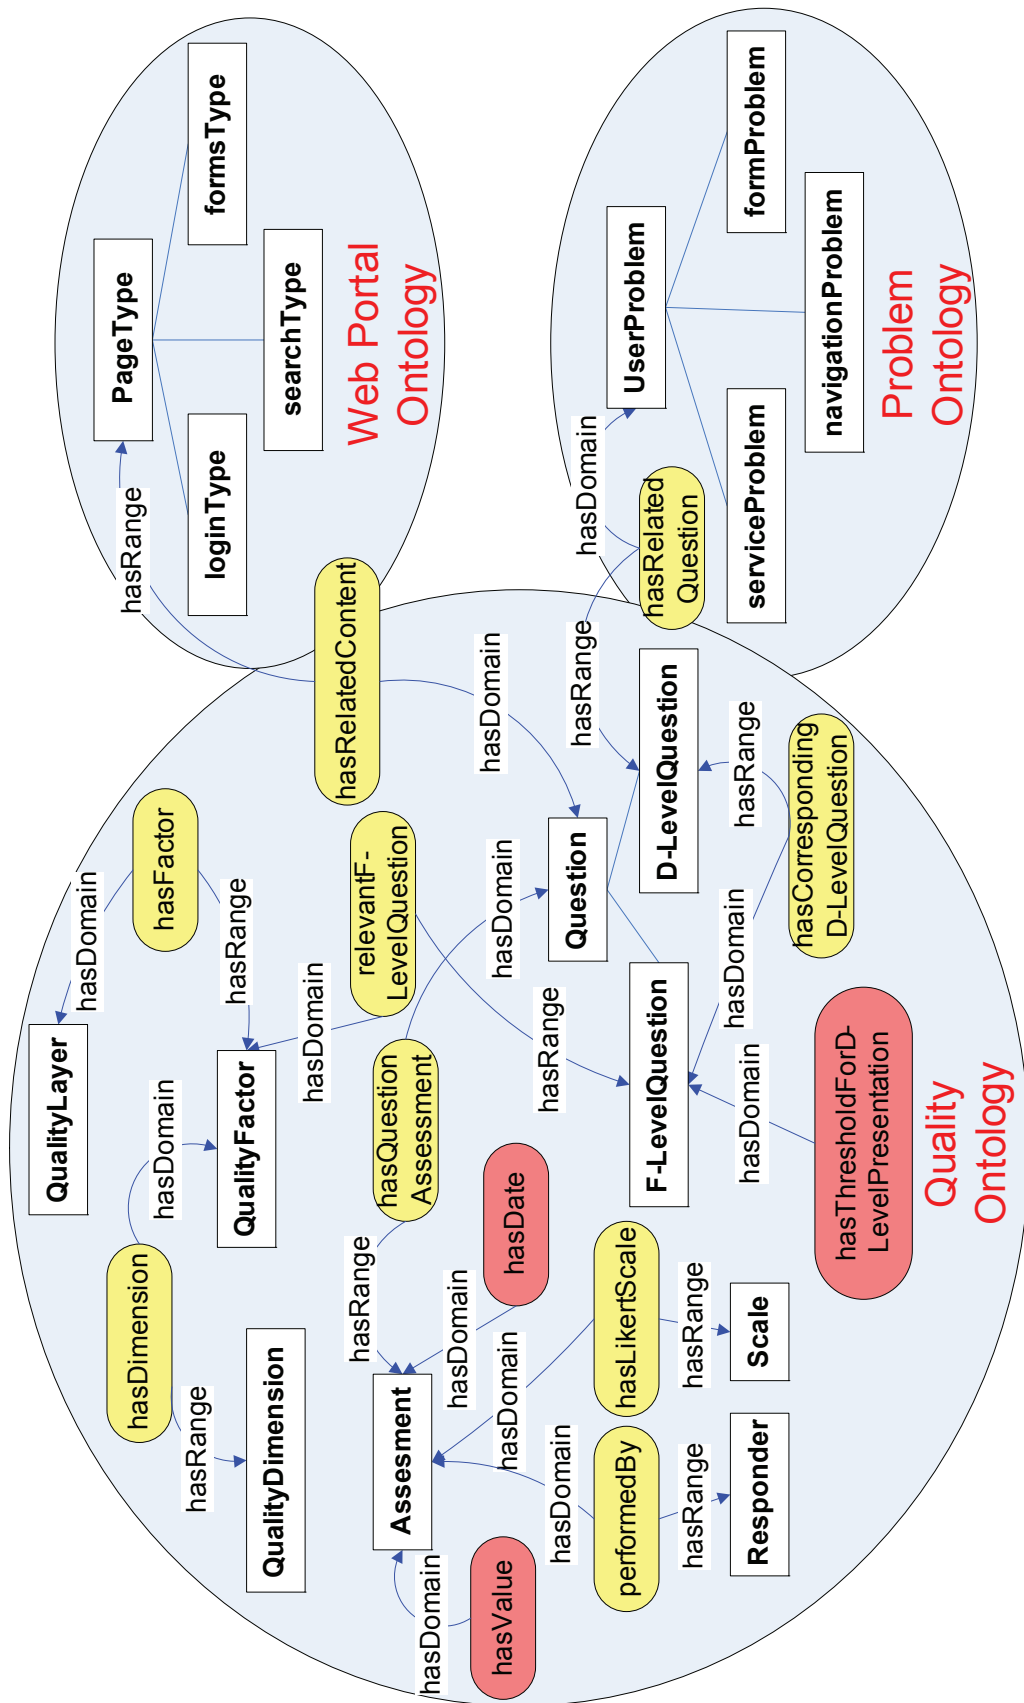 QualityLayer
hasDomain
PageType
hasDimension
hasDomain
hasFactor
hasRange
hasRange
QualityDimension
QualityFactor
hasRange
loginType
formsType
hasDomain
searchType
hasRelatedContent
Web Portal
Ontology
relevantF-
LevelQuestion
hasRange
hasQuestion
Assessment
Assesment
hasDomain
hasDomain
hasDate
hasDomain
hasDomain
hasDomain
hasValue
hasDomain
hasRange
Question
hasRange
hasDomain
UserProblem
performedBy
hasLikertScale
F-LevelQuestion
D-LevelQuestion
hasRelated
Question
hasRange
hasRange
hasDomain
hasDomain
hasRange
Responder
Scale
serviceProblem
formProblem
navigationProblem
hasThresholdForD-
LevelPresentation
hasCorresponding
D-LevelQuestion
Quality
Ontology
Problem
Ontology